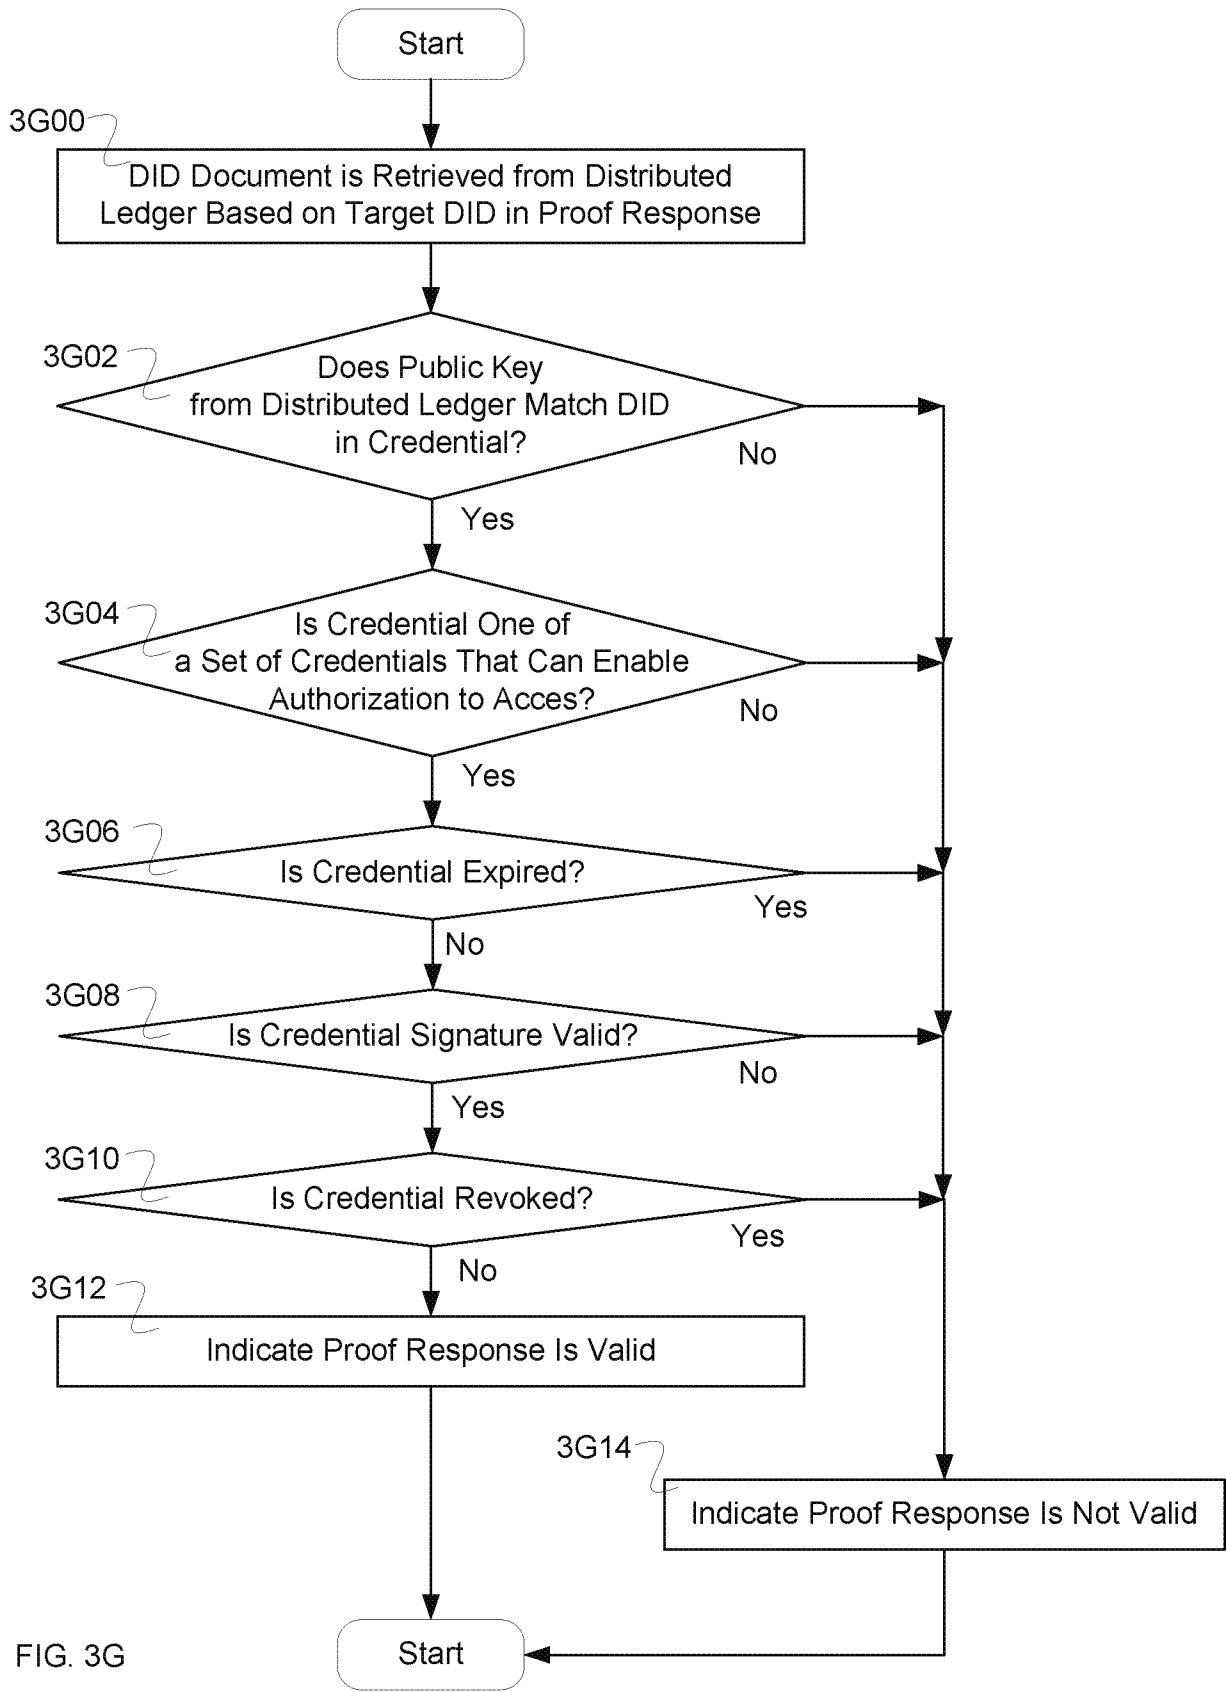 Start
3G00
DID Document is Retrieved from Distributed
Ledger Based on Target DID in Proof Response
3G02
Does Public Key
from Distributed Ledger Match DID
in Credential?
No
Yes
3G04
Is Credential One of
a Set of Credentials That Can Enable
Authorization to Acces?
No
Yes
3G06
Is Credential Expired?
Yes
No
3G08
Is Credential Signature Valid?
No
Yes
3G10
Is Credential Revoked?
Yes
No
3G12
Indicate Proof Response Is Valid
3G14
Indicate Proof Response Is Not Valid
Start
FIG. 3G